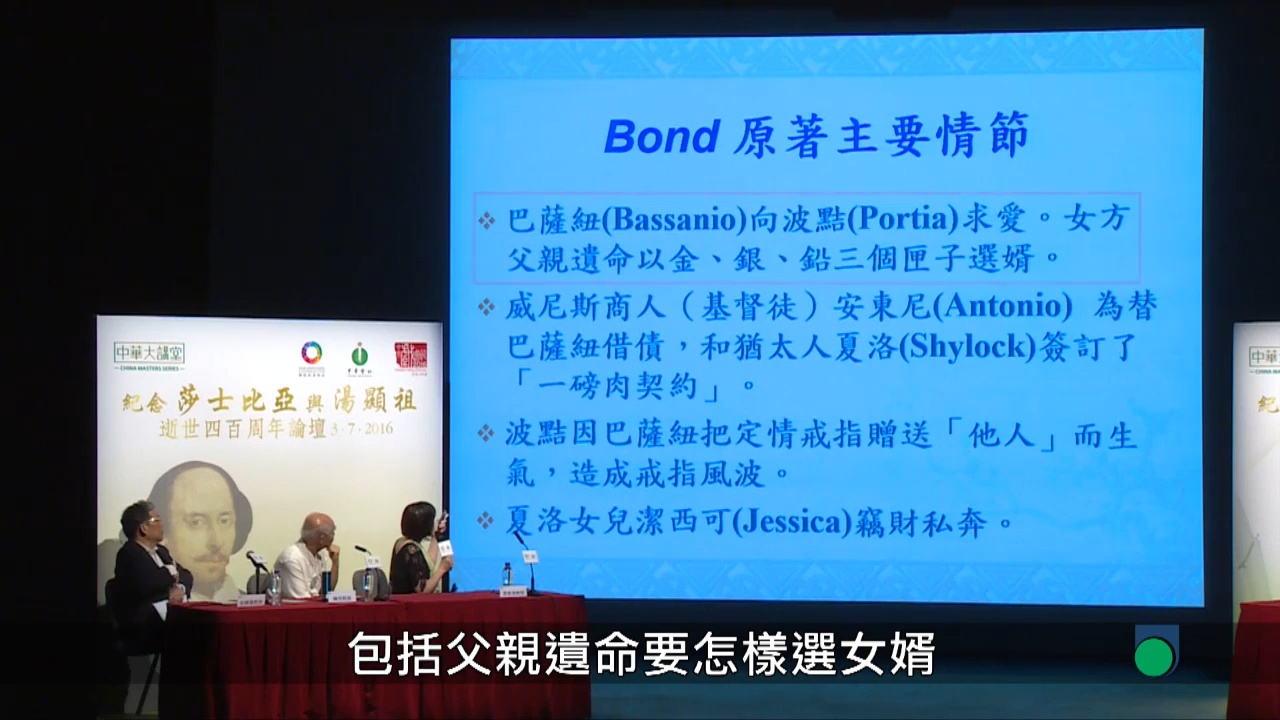 Bond 原著主要情節
巴薩紐(Bassanio)向波點(Portia)求愛。女方
父親遺命以金、銀、鉛三個匣子選婿。
威尼斯商人（基督徒）安東尼(Antonio) 為替
巴薩紐借債，和猶太人夏洛(Shylock)簽訂了
「一磅肉契約」。
波點因巴薩紐把定情戒指贈送「他人」而生
氣，造成戒指風波。
夏洛女兒潔西可(Jessica)竊財私奔。
中華大講堂
CHINA MASTERS SERIES
紀念莎士比亞與湯顯祖
逝世四百周年論壇 3·7·2016
中華
紀
包括父親遺命要怎樣選女婿